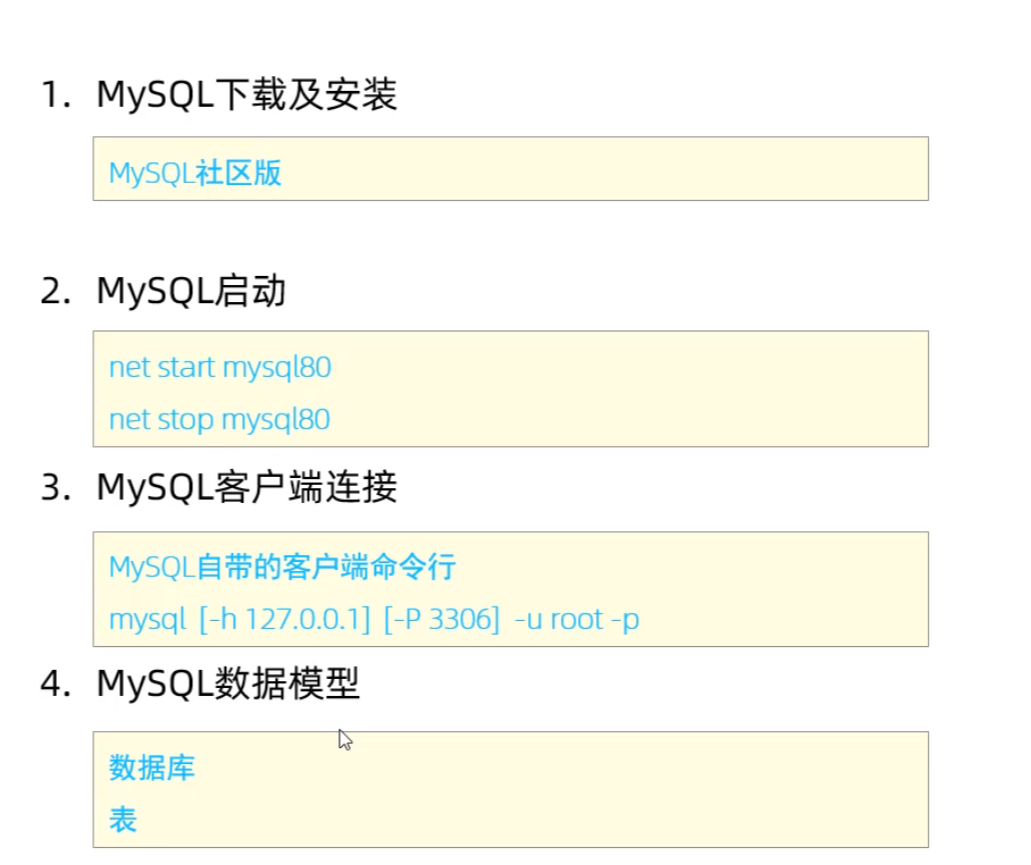 1. MySQL下载及安装
MySQL社区版
2. MySQL启动
net start mysql80
net stop mysql80
3. MySQL客户端连接
MySQL自带的客户端命令行
mysql [-h 127.0.0.1] [-P 3306] -u root -p
4. MySQL数据模型
数据库
表